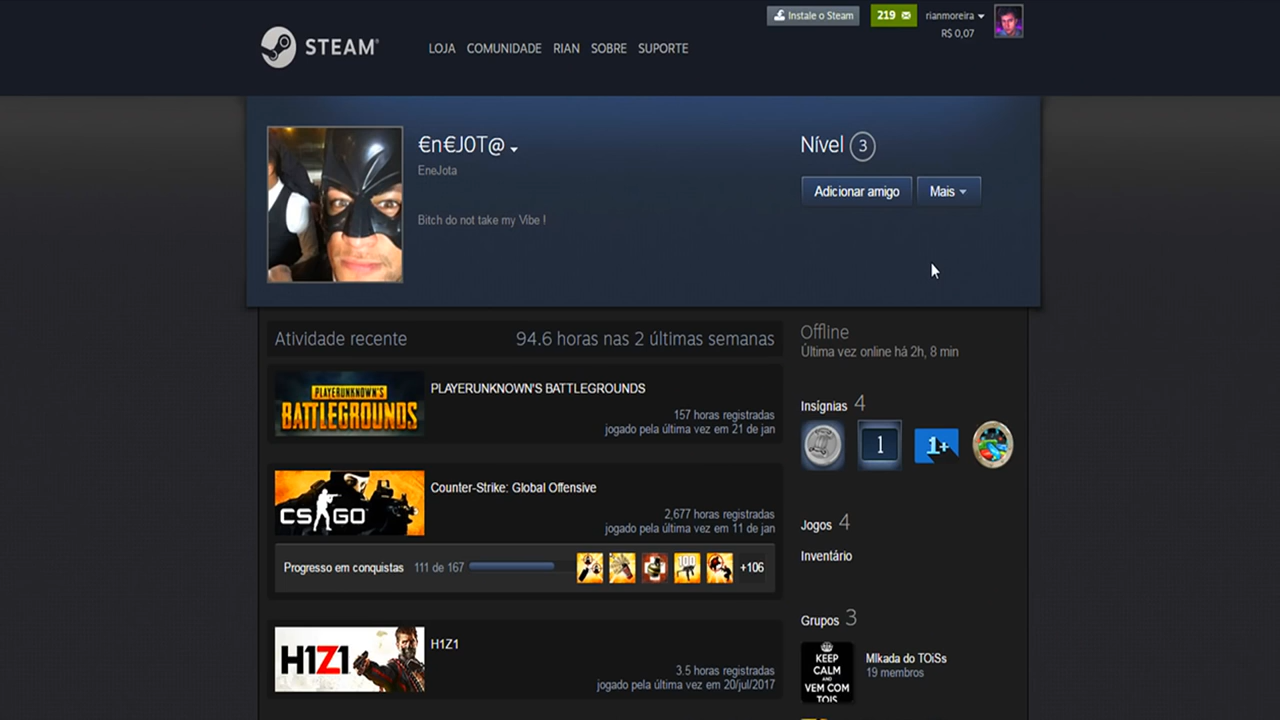 Instale o Steam
219
rianmoreira
R$ 0,07
STEAM®
LOJA COMUNIDADE RIAN SOBRE SUPORTE
€n€J0T@
EneJota
Bitch do not take my Vibe !
Nível 3
Adicionar amigo
Mais
Atividade recente
94.6 horas nas 2 últimas semanas
PLAYERUNKNOWN'S
BATTLEGROUNDS
PLAYERUNKNOWN'S BATTLEGROUNDS
157 horas registradas
jogado pela última vez em 21 de jan
CS GO
Counter-Strike: Global Offensive
2,677 horas registradas
jogado pela última vez em 11 de jan
Progresso em conquistas 111 de 167
100
+106
H1Z1
H1Z1
3.5 horas registradas
jogado pela última vez em 20/jul/2017
Offline
Última vez online há 2h, 8 min
Insígnias 4
1
1+
Jogos 4
Inventário
Grupos 3
KEEP
CALM
AND
VEM COM
TOIS
MIkada do TOiSs
19 membros